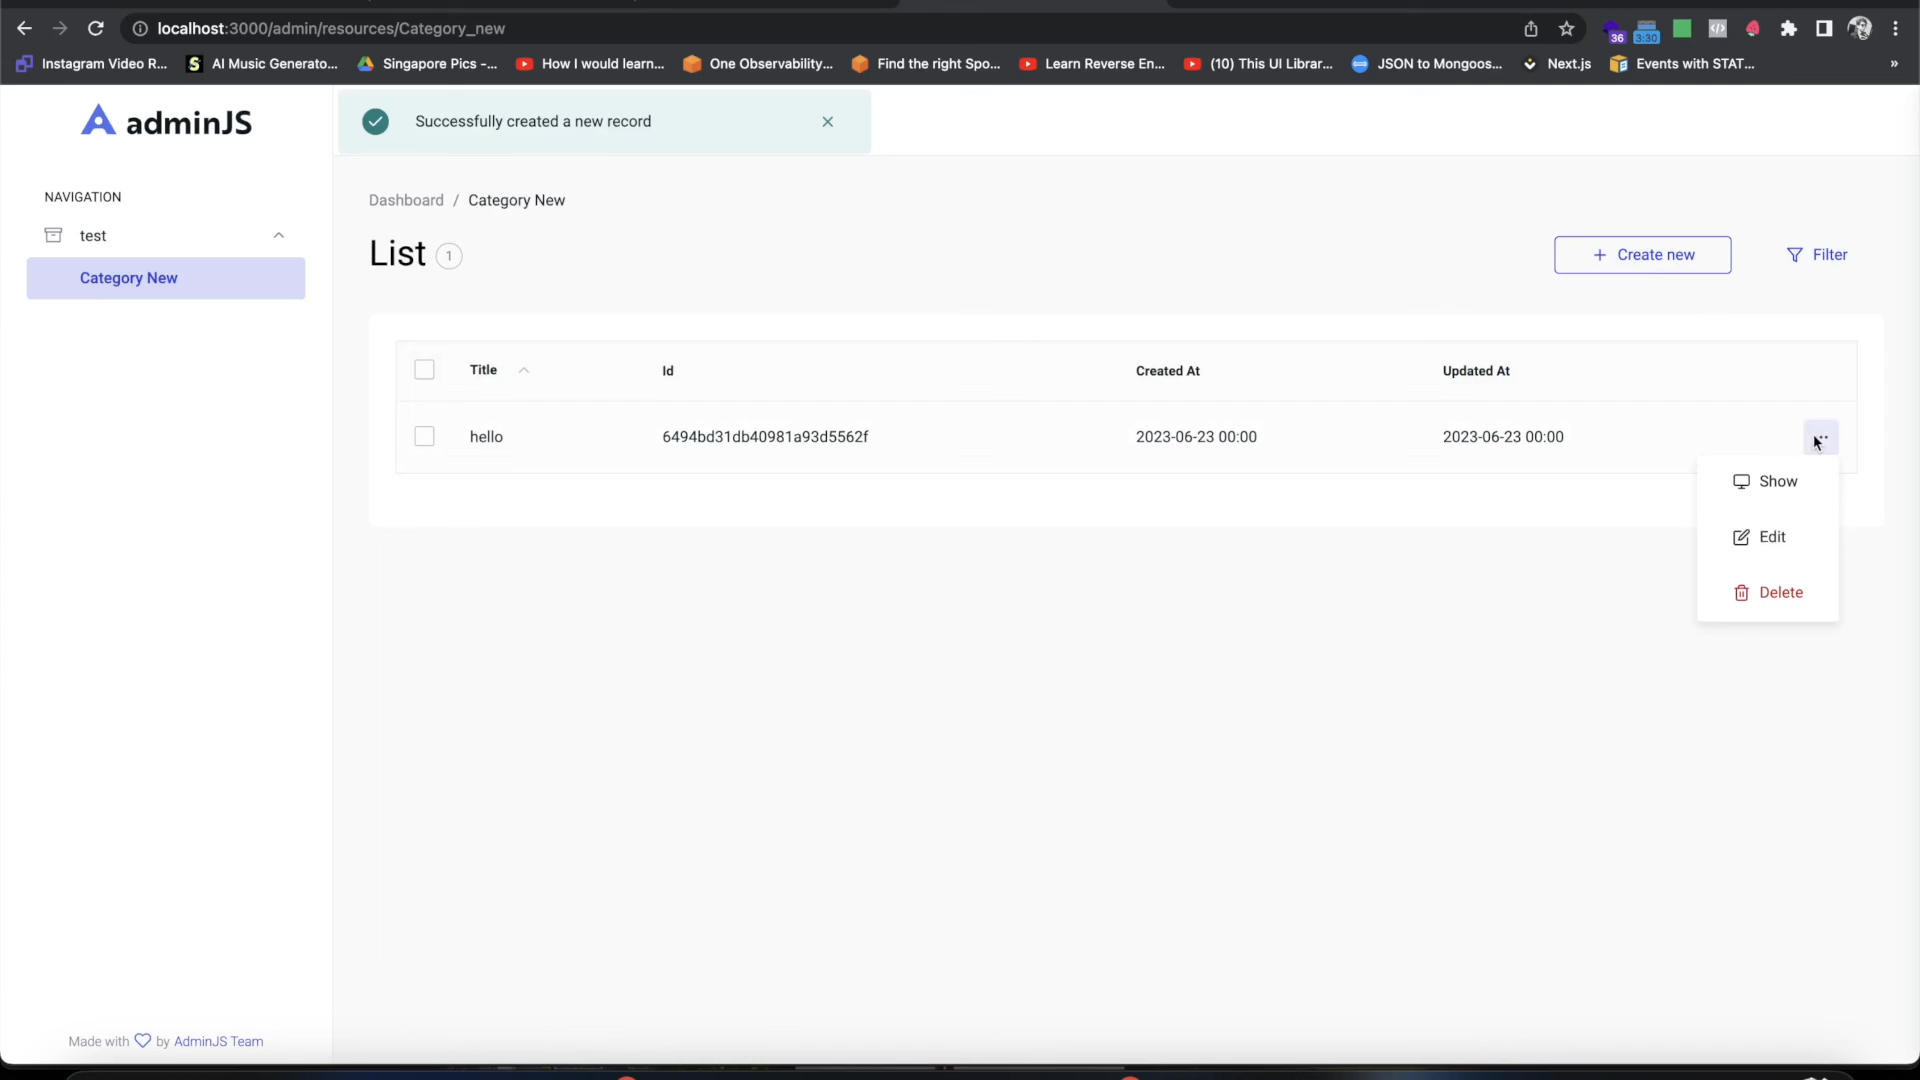 localhost:3000/admin/resources/Category_new
36
3:30
Instagram Video R...
S
AI Music Generato...
Singapore Pics -...
How I would learn...
One Observability...
Find the right Spo...
Learn Reverse En...
(10) This UI Librar...
JSON to Mongoos...
Next.js
Events with STAT...
»
adminJS
Successfully created a new record
NAVIGATION
Dashboard / Category New
test
List 1
Create new
Filter
Category New
Title
Id
Created At
Updated At
hello
6494bd31db40981a93d5562f
2023-06-23 00:00
2023-06-23 00:00
Show
Edit
Delete
Made with by AdminJS Team